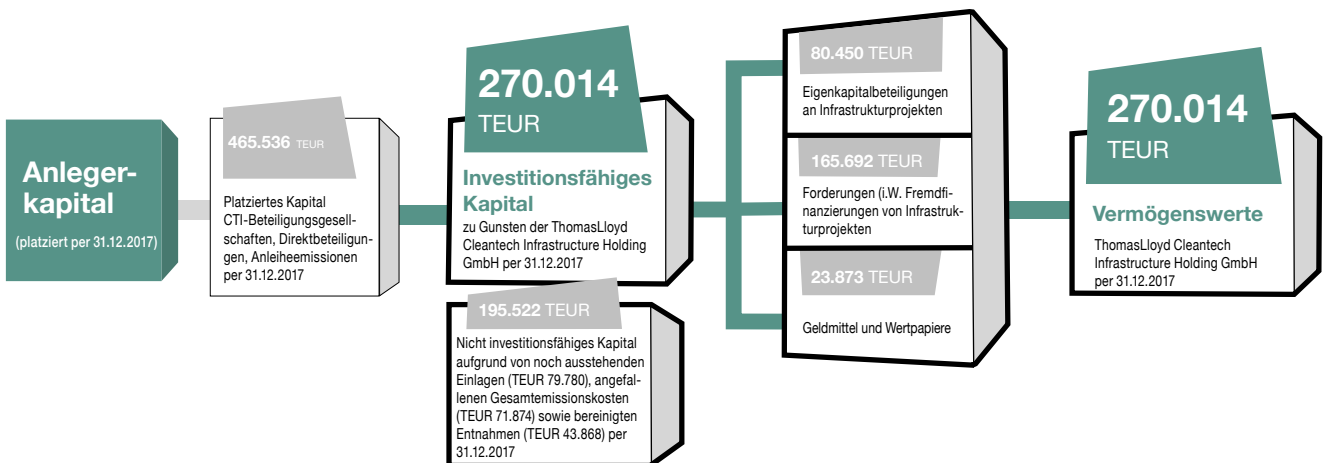 Anleger-
kapital
(platziert per 31.12.2017)
465.536 TEUR
Platziertes Kapital
CTI-Beteiligungsgesell-
schaften, Direktbeteiligun-
gen, Anleiheemissionen
per 31.12.2017
270.014
TEUR
Investitionsfähiges
Kapital
zu Gunsten der ThomasLloyd
Cleantech Infrastructure Holding
GmbH per 31.12.2017
195.522 TEUR
Nicht investitionsfähiges Kapital
aufgrund von noch ausstehenden
Einlagen (TEUR 79.780), angefal-
lenen Gesamtemissionskosten
(TEUR 71.874) sowie bereinigten
Entnahmen (TEUR 43.868) per
31.12.2017
80.450 TEUR
Eigenkapitalbeteiligungen
an Infrastrukturprojekten
165.692 TEUR
Forderungen (i.W. Fremdfi-
nanzierungen von Infrastruk-
turprojekten
23.873 TEUR
Geldmittel und Wertpapiere
270.014
TEUR
Vermögenswerte
ThomasLloyd Cleantech
Infrastructure Holding GmbH
per 31.12.2017